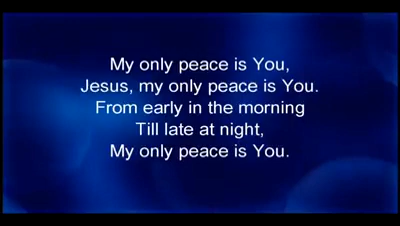 My only peace is You,
Jesus, my only peace is You.
From early in the morning
Till late at night,
My only peace is You.